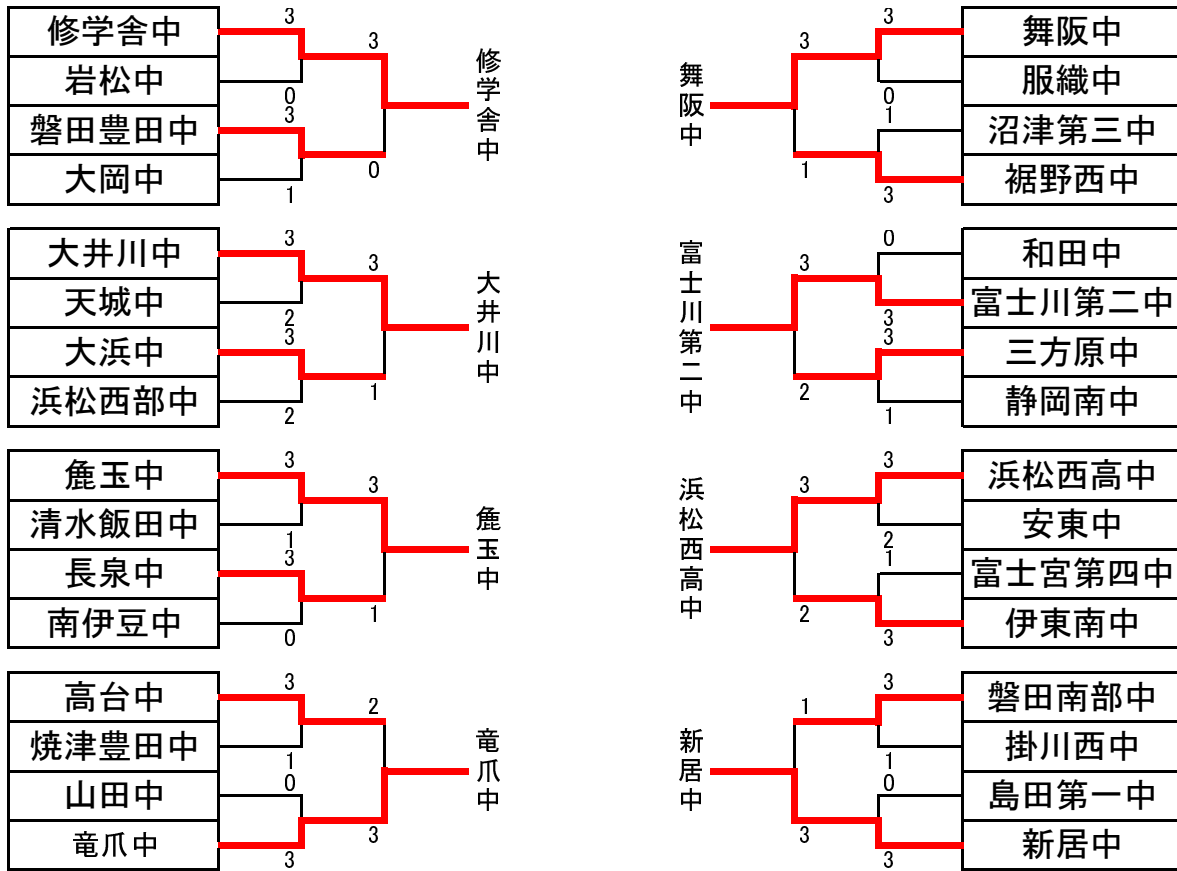 修学舎中
岩松中
磐田豊田中
大岡中
3
0
3
1
3
0
修学舎中
大井川中
天城中
大浜中
浜松西部中
3
2
3
2
3
1
大井川中
麁玉中
清水飯田中
長泉中
南伊豆中
3
1
3
0
3
1
麁玉中
高台中
焼津豊田中
山田中
竜爪中
3
1
0
3
2
3
竜爪中
舞阪中
3
1
3
0
1
3
舞阪中
服織中
沼津第三中
裾野西中
富士川第二中
3
2
0
3
3
1
和田中
富士川第二中
三方原中
静岡南中
浜松西高中
3
2
3
2
1
3
浜松西高中
安東中
富士宮第四中
伊東南中
新居中
1
3
3
1
0
3
磐田南部中
掛川西中
島田第一中
新居中